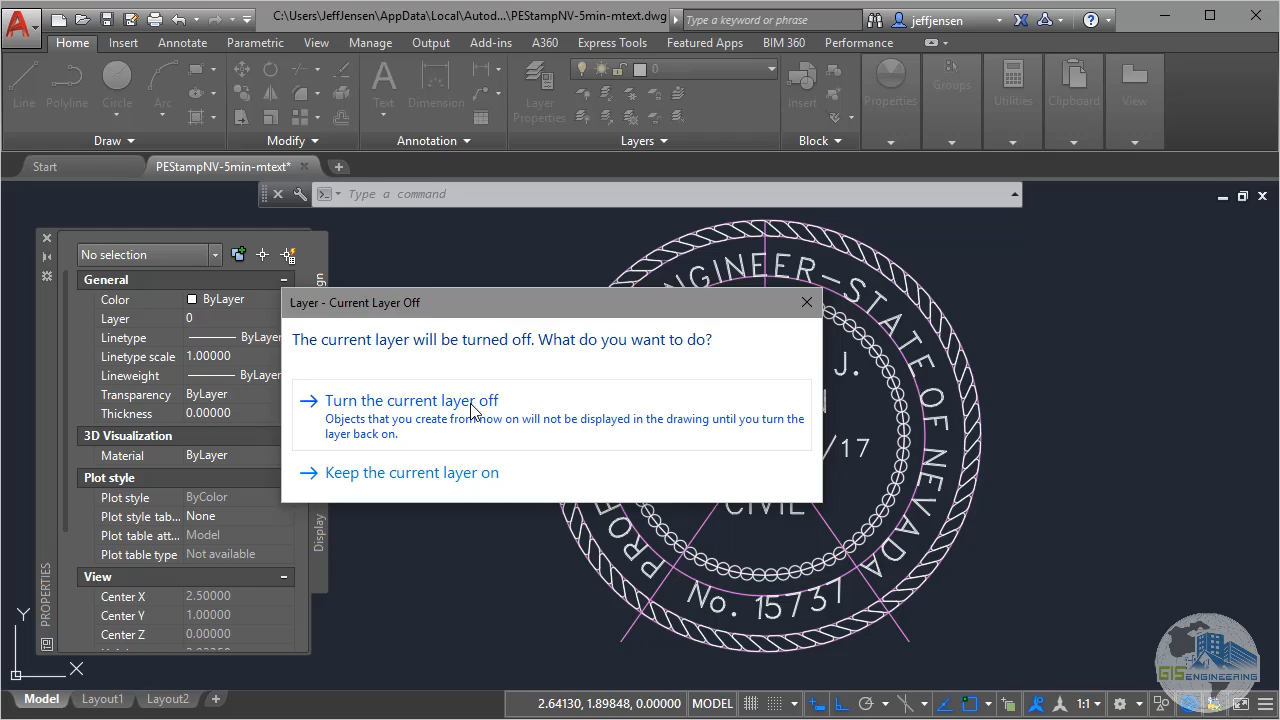 C:\Users\JeffJensen\AppData\Local\Autod...\PEStampNV-5min-mtext.dwg
Type a keyword or phrase
jeffjensen
Home Insert Annotate Parametric View Manage Output Add-ins A360 Express Tools Featured Apps BIM 360 Performance
0
Line Polyline Circle Arc
Text Dimension
Layer Properties
Insert
Properties
Groups
Utilities
Clipboard
View
Draw
Modify
Annotation
Layers
Block
Start
PEStampNV-5min-mtext*
Type a command
No selection
General
Color ByLayer
Layer 0
Linetype ByLayer
Linetype scale 1.00000
Lineweight ByLayer
Transparency ByLayer
Thickness 0.00000
3D Visualization
Material ByLayer
Plot style
Plot style ByColor
Plot style tab... None
Plot table att... Model
Plot table type Not available
View
Center X 2.50000
Center Y 1.00000
Center Z 0.00000
Display
PROPERTIES
Layer - Current Layer Off
The current layer will be turned off. What do you want to do?
Turn the current layer off
Objects that you create from now on will not be displayed in the drawing until you turn the
layer back on.
Keep the current layer on
ENGINEER-STATE OF NEVADA
J.
/17
CIVIL
No. 15737
Y
X
Model Layout1 Layout2
2.64130, 1.89848, 0.00000
MODEL
1:1
GIS ENGINEERING